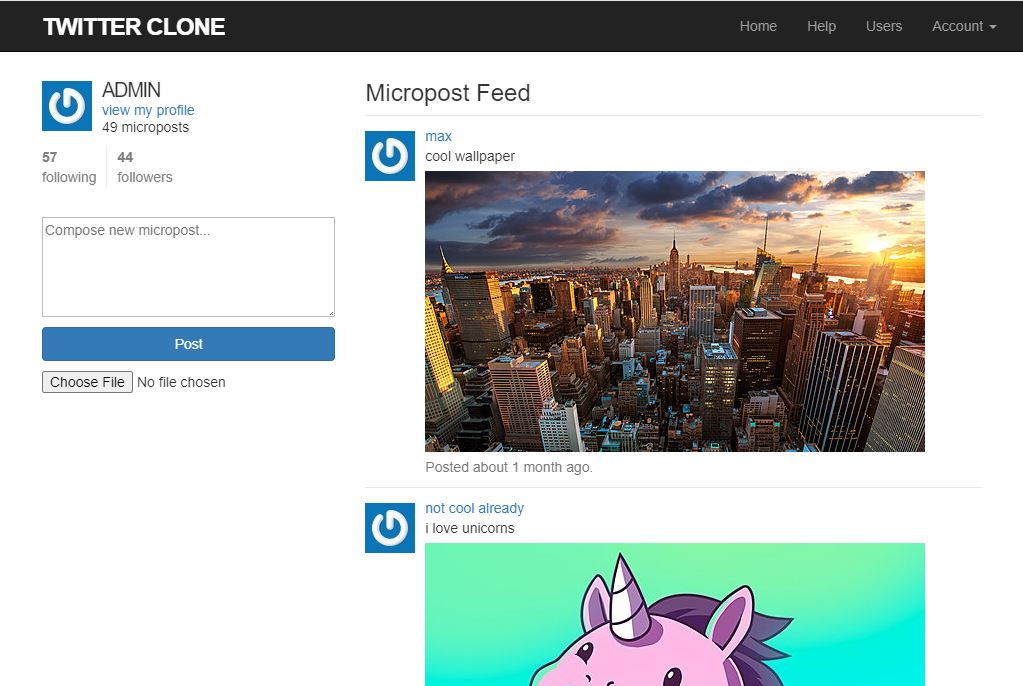 TWITTER CLONE
Home Help Users Account
ADMIN
view my profile
49 microposts
57 following
44 followers
Compose new micropost...
Post
Choose File No file chosen
Micropost Feed
max
cool wallpaper
Posted about 1 month ago.
not cool already
i love unicorns